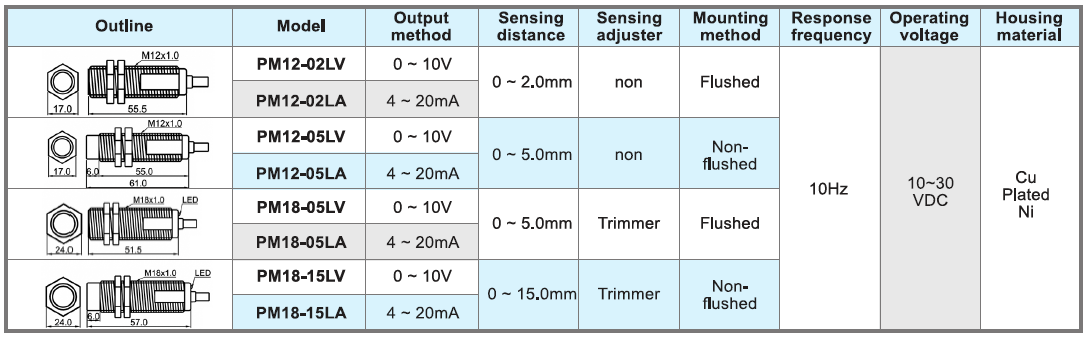 Outline
Model
Output
method
Sensing
distance
Sensing
adjuster
Mounting
method
Response
frequency
Operating
voltage
Housing
material
M12x1.0
17.0
55.5
PM12-02LV
0 ~ 10V
PM12-02LA
4 ~ 20mA
0 ~ 2.0mm
non
Flushed
M12x1.0
17.0
6.0
55.0
61.0
PM12-05LV
0 ~ 10V
PM12-05LA
4 ~ 20mA
0 ~ 5.0mm
non
Non-
flushed
M18x1.0
LED
24.0
51.5
PM18-05LV
0 ~ 10V
PM18-05LA
4 ~ 20mA
0 ~ 5.0mm
Trimmer
Flushed
M18x1.0
LED
24.0
6.0
57.0
PM18-15LV
0 ~ 10V
PM18-15LA
4 ~ 20mA
0 ~ 15.0mm
Trimmer
Non-
flushed
10Hz
10~30
VDC
Cu
Plated
Ni